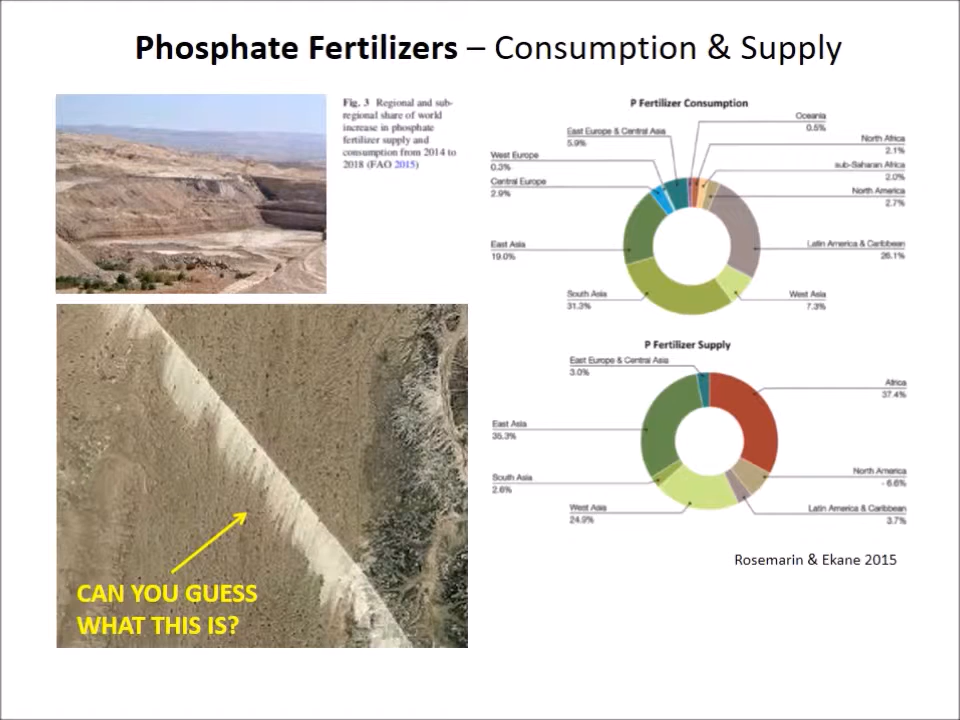 Phosphate Fertilizers – Consumption & Supply
Fig. 3 Regional and sub-
regional share of world
increase in phosphate
fertilizer supply and
consumption from 2014 to
2018 (FAO 2015)
P Fertilizer Consumption
Oceania
0.5%
East Europe & Central Asia
5.9%
North Africa
2.1%
West Europe
0.3%
sub-Saharan Africa
2.0%
Central Europe
2.9%
North America
2.7%
East Asia
19.0%
Latin America & Caribbean
26.1%
South Asia
31.3%
West Asia
7.3%
P Fertilizer Supply
East Europe & Central Asia
3.0%
Africa
37.4%
East Asia
35.3%
North America
- 6.6%
South Asia
2.6%
West Asia
24.9%
Latin America & Caribbean
3.7%
Rosemarin & Ekane 2015
CAN YOU GUESS
WHAT THIS IS?